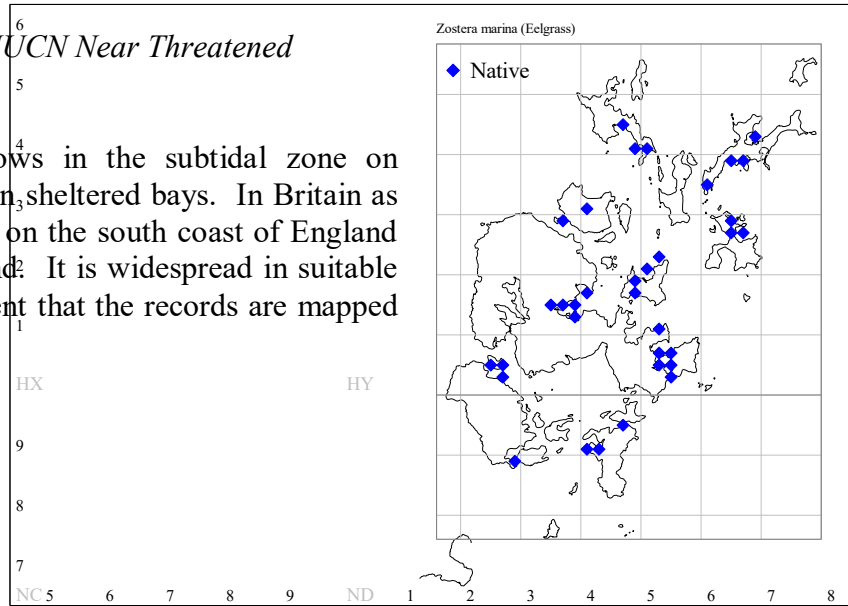 IUCN Near Threatened
in sheltered bays. In Britain as
on the south coast of England
It is widespread in suitable
that the records are mapped
in the subtidal zone on
Zostera marina (Eelgrass)
Native
6
5
4
3
2
1
HX
HY
9
8
7
NC 5 6 7 8 9 ND 1 2 3 4 5 6 7 8